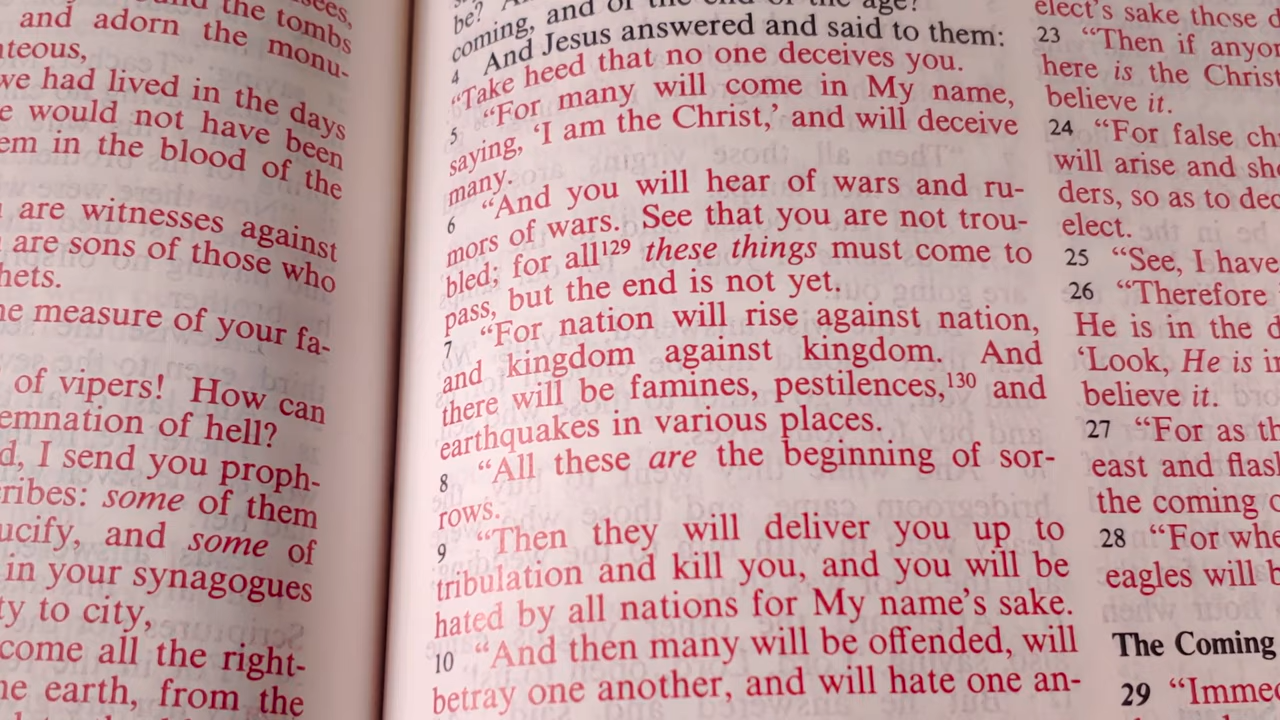 the tombs
and adorn the monu-
we had lived in the days
would not have been
in the blood of the
are witnesses against
are sons of those who
measure of your fa-
of vipers! How can
of hell?
I send you proph-
some of them
and some of
in your synagogues
to city,
come all the right-
earth, from the
be?
coming, and of the end of the age?
4 And Jesus answered and said to them:
“Take heed that no one deceives you.
5 “For many will come in My name,
saying, ‘I am the Christ,’ and will deceive
many.
6 “And you will hear of wars and ru-
mors of wars. See that you are not trou-
bled; for all129 these things must come to
pass, but the end is not yet.
7 “For nation will rise against nation,
and kingdom against kingdom. And
there will be famines, pestilences,130 and
earthquakes in various places.
8 “All these are the beginning of sor-
rows.
9 “Then they will deliver you up to
tribulation and kill you, and you will be
hated by all nations for My name’s sake.
10 “And then many will be offended, will
betray one another, and will hate one an-
elect’s sake those
23 “Then if anyon
here is the Christ
believe it.
24 “For false ch
will arise and sho
ders, so as to dec
elect.
25 “See, I have
26 “Therefore
He is in the d
‘Look, He is in
believe it.
27 “For as th
east and flash
the coming
28 “For whe
eagles will b
The Coming
29 “Immed